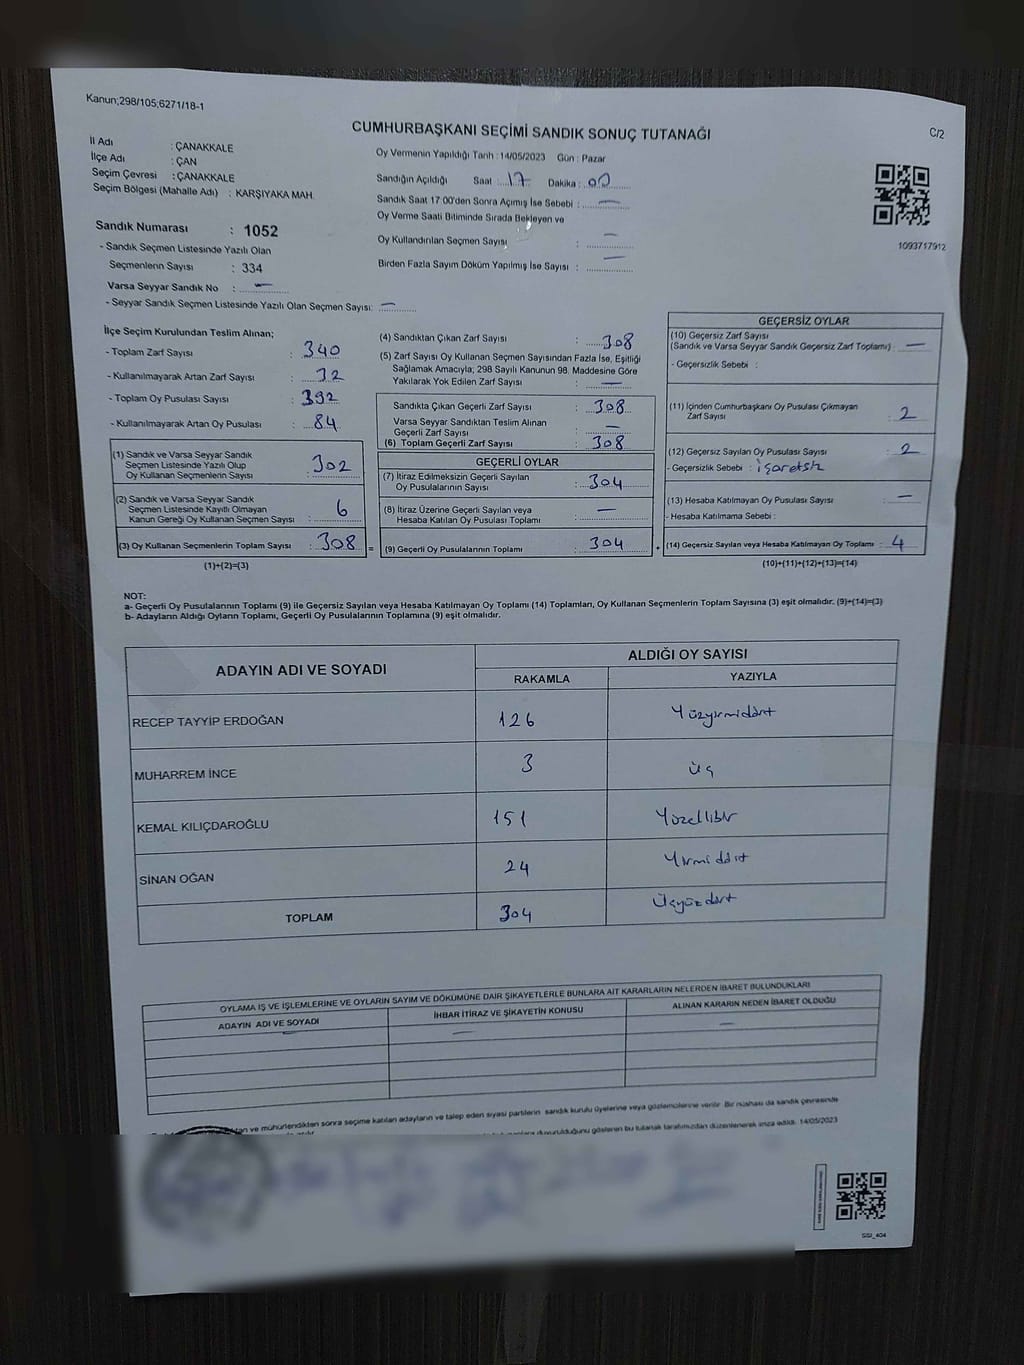 Kanun;298/105;6271/18-1
CUMHURBAŞKANI SEÇİMİ SANDIK SONUÇ TUTANAĞI
C/2
İl Adı : ÇANAKKALE
İlçe Adı : ÇAN
Seçim Çevresi : ÇANAKKALE
Seçim Bölgesi (Mahalle Adı) : KARŞIYAKA MAH.
Oy Vermenin Yapıldığı Tarih : 14/05/2023 Gün : Pazar
Sandığın Açıldığı Saat : 17 Dakika : 00
Sandık Saat 17:00'den Sonra Açımış İse Sebebi : —
Oy Verme Saati Bitiminde Sırada Bekleyen ve
Oy Kullandırılan Seçmen Sayısı : —
Birden Fazla Sayım Döküm Yapılmış İse Sayısı : —
1093717912
Sandık Numarası : 1052
- Sandık Seçmen Listesinde Yazılı Olan
Seçmenlerin Sayısı : 334
Varsa Seyyar Sandık No : —
- Seyyar Sandık Seçmen Listesinde Yazılı Olan Seçmen Sayısı: —
İlçe Seçim Kurulundan Teslim Alınan;
- Toplam Zarf Sayısı : 340
- Kullanılmayarak Artan Zarf Sayısı : 32
- Toplam Oy Pusulası Sayısı : 392
- Kullanılmayarak Artan Oy Pusulası : 84
(1) Sandık ve Varsa Seyyar Sandık
Seçmen Listesinde Yazılı Olup
Oy Kullanan Seçmenlerin Sayısı : 302
(2) Sandık ve Varsa Seyyar Sandık
Seçmen Listesinde Kayıtlı Olmayan
Kanun Gereği Oy Kullanan Seçmen Sayısı : 6
(3) Oy Kullanan Seçmenlerin Toplam Sayısı : 308 =
(1)+(2)=(3)
(4) Sandıktan Çıkan Zarf Sayısı : 308
(5) Zarf Sayısı Oy Kullanan Seçmen Sayısından Fazla İse, Eşitliği
Sağlamak Amacıyla; 298 Sayılı Kanunun 98. Maddesine Göre
Yakılarak Yok Edilen Zarf Sayısı : —
Sandıkta Çıkan Geçerli Zarf Sayısı : 308
Varsa Seyyar Sandıktan Teslim Alınan
Geçerli Zarf Sayısı : —
(6) Toplam Geçerli Zarf Sayısı : 308
GEÇERLİ OYLAR
(7) İtiraz Edilmeksizin Geçerli Sayılan
Oy Pusulalarının Sayısı : 304
(8) İtiraz Üzerine Geçerli Sayılan veya
Hesaba Katılan Oy Pusulası Toplamı : —
(9) Geçerli Oy Pusulalarının Toplamı : 304 +
GEÇERSİZ OYLAR
(10) Geçersiz Zarf Sayısı
(Sandık ve Varsa Seyyar Sandık Geçersiz Zarf Toplamı) : —
- Geçersizlik Sebebi :
(11) İçinden Cumhurbaşkanı Oy Pusulası Çıkmayan
Zarf Sayısı : 2
(12) Geçersiz Sayılan Oy Pusulası Sayısı : 2
- Geçersizlik Sebebi : işaretsiz
(13) Hesaba Katılmayan Oy Pusulası Sayısı : —
- Hesaba Katılmama Sebebi :
(14) Geçersiz Sayılan veya Hesaba Katılmayan Oy Toplamı : 4
(10)+(11)+(12)+(13)=(14)
NOT:
a- Geçerli Oy Pusulalarının Toplamı (9) ile Geçersiz Sayılan veya Hesaba Katılmayan Oy Toplamı (14) Toplamları, Oy Kullanan Seçmenlerin Toplam Sayısına (3) eşit olmalıdır. (9)+(14)=(3)
b- Adayların Aldığı Oyların Toplamı, Geçerli Oy Pusulalarının Toplamına (9) eşit olmalıdır.
ADAYIN ADI VE SOYADI ALDIĞI OY SAYISI
RAKAMLA YAZIYLA
RECEP TAYYİP ERDOĞAN 126 Yüzyirmidört
MUHARREM İNCE 3 Üç
KEMAL KILIÇDAROĞLU 151 Yüzellibir
SİNAN OĞAN 24 Yirmidört
TOPLAM 304 Üçyüzdört
OYLAMA İŞ VE İŞLEMLERİNE VE OYLARIN SAYIM VE DÖKÜMÜNE DAİR ŞİKAYETLERLE BUNLARA AİT KARARLARIN NELERDEN İBARET BULUNDUKLARI
ADAYIN ADI VE SOYADI İHBAR İTİRAZ VE ŞİKAYETİN KONUSU ALINAN KARARIN NEDEN İBARET OLDUĞU
— — —
ve mühürlendikten sonra seçime katılan adayların ve talep eden siyasi partilerin sandık kurulu üyelerine veya gözlemcilerine verilir. Bir nüshası da sandık çevresinde
duyurulduğunu gösteren bu tutanak tarafımızdan düzenlenerek imza edildi. 14/05/2023
SSI_404